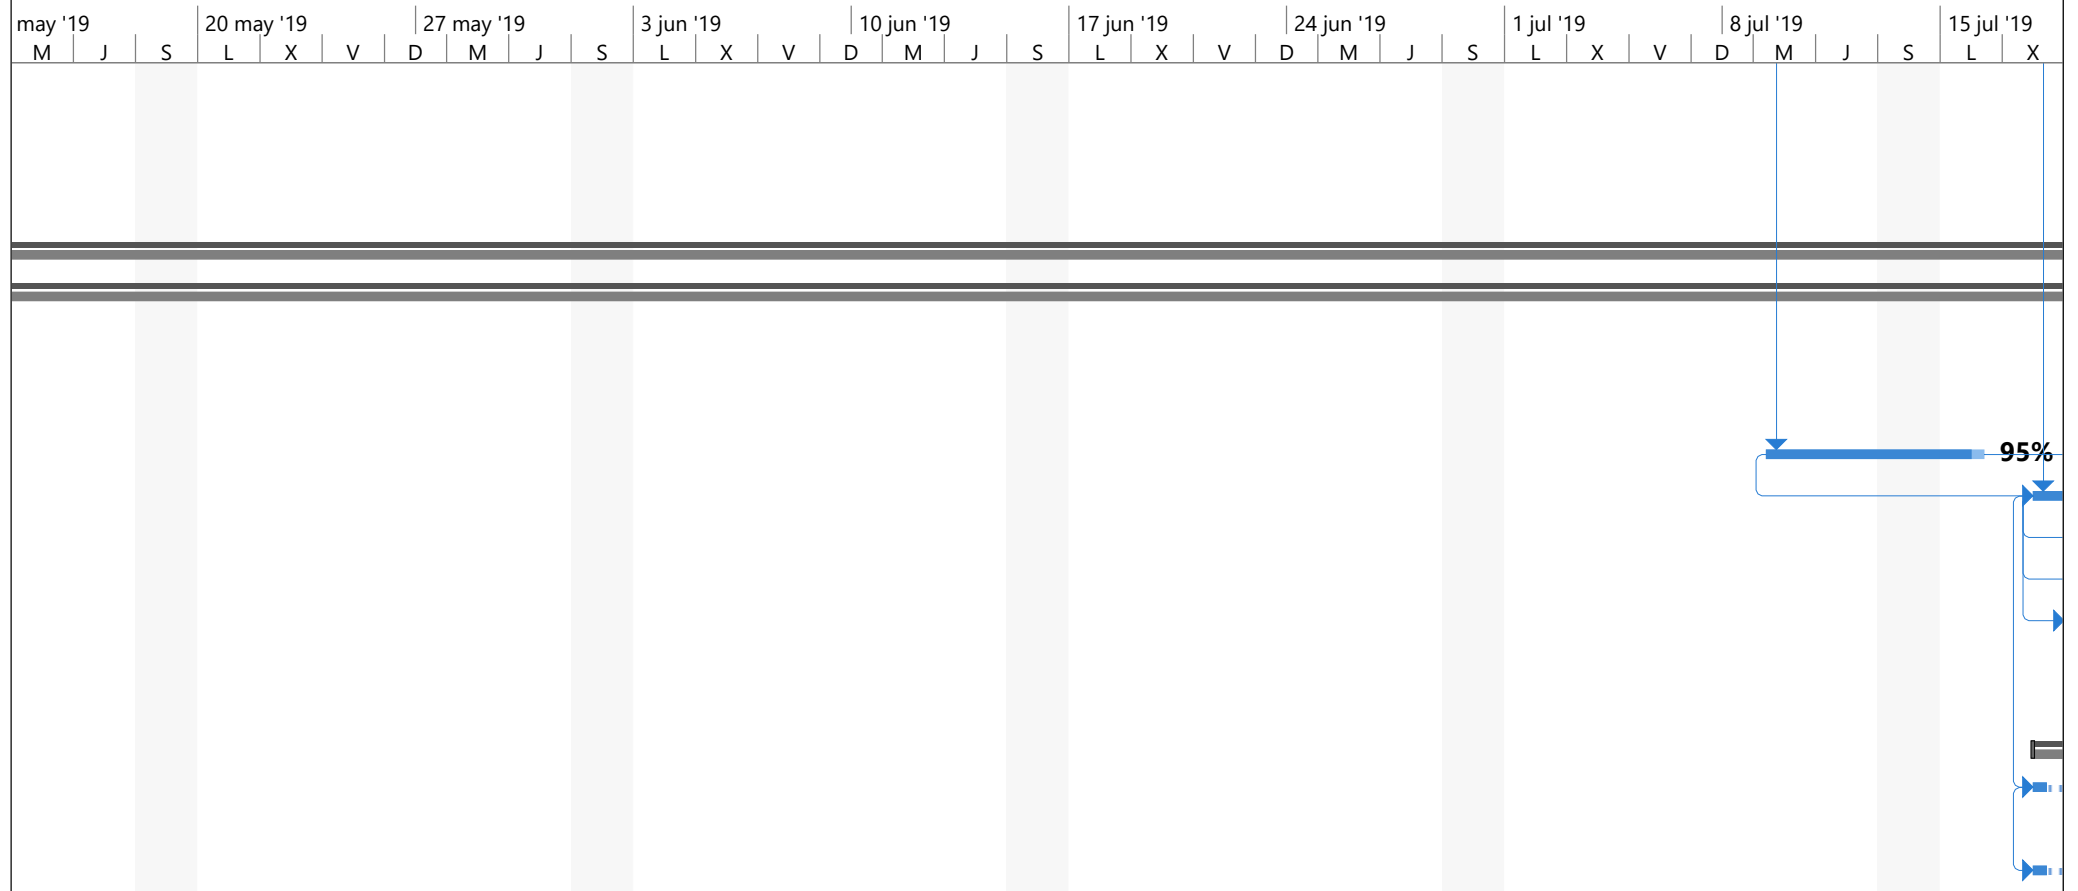 may '19 20 may '19 27 may '19 3 jun '19 10 jun '19 17 jun '19 24 jun '19 1 jul '19 8 jul '19 15 jul '19
M J S L X V D M J S L X V D M J S L X V D M J S L X V D M J S L X
95%